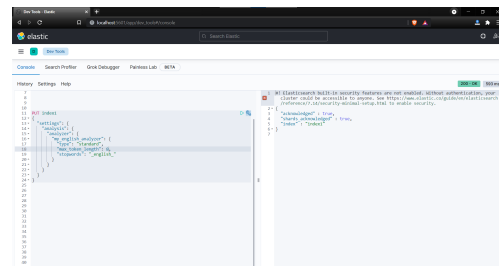 Dev Tools - Elastic
localhost:5601/app/dev_tools#/console
elastic
Search Elastic
Dev Tools
Console Search Profiler Grok Debugger Painless Lab BETA
History Settings Help
200 - OK
PUT index1
{
"settings": {
"analysis": {
"analyzer": {
"my_english_analyzer": {
"type": "standard",
"max_token_length":
"stopwords": "_english_"
}
}
}
}
}
#! Elasticsearch built-in security features are not enabled. Without authentication, your
cluster could be accessible to anyone. See https://www.elastic.co/guide/en/elasticsearch
/reference/7.14/security-minimal-setup.html to enable security.
{
"acknowledged" : true,
"shards_acknowledged" : true,
"index" : "index1"
}